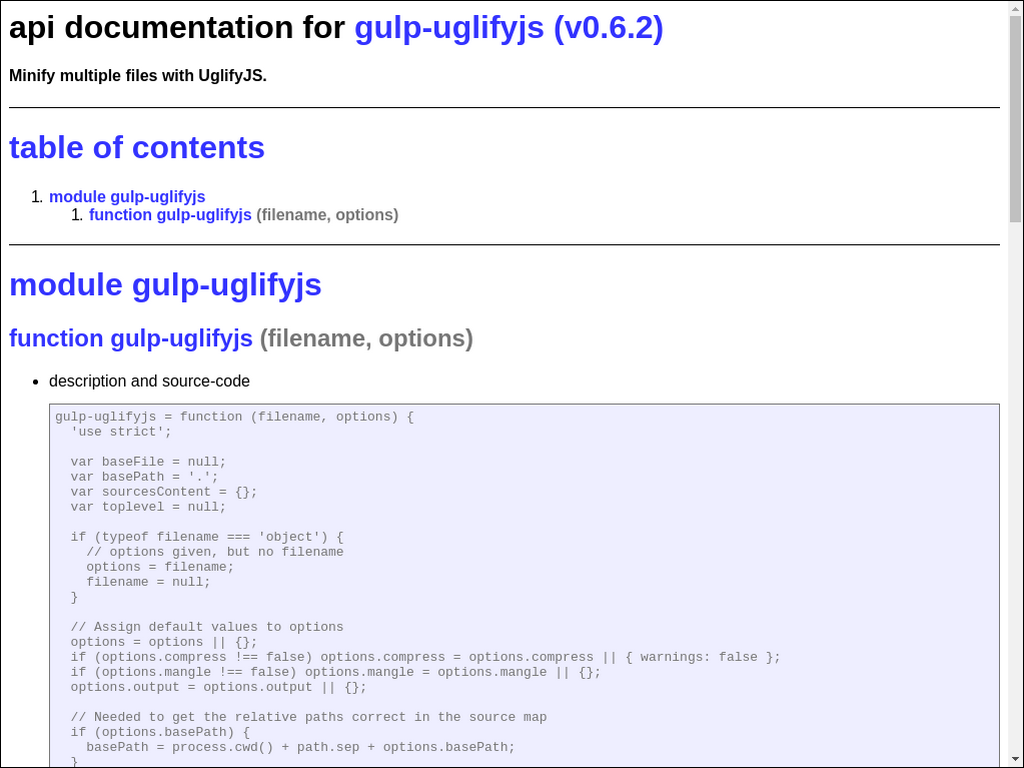 api documentation for gulp-uglifyjs (v0.6.2)
Minify multiple files with UglifyJS.
table of contents
1. module gulp-uglifyjs
1. function gulp-uglifyjs (filename, options)
module gulp-uglifyjs
function gulp-uglifyjs (filename, options)
• description and source-code
gulp-uglifyjs = function (filename, options) {
  'use strict';
  var baseFile = null;
  var basePath = '.';
  var sourcesContent = {};
  var toplevel = null;
  if (typeof filename === 'object') {
    // options given, but no filename
    options = filename;
    filename = null;
  }
  // Assign default values to options
  options = options || {};
  if (options.compress !== false) options.compress = options.compress || { warnings: false };
  if (options.mangle !== false) options.mangle = options.mangle || {};
  options.output = options.output || {};
  // Needed to get the relative paths correct in the source map
  if (options.basePath) {
    basePath = process.cwd() + path.sep + options.basePath;
  }